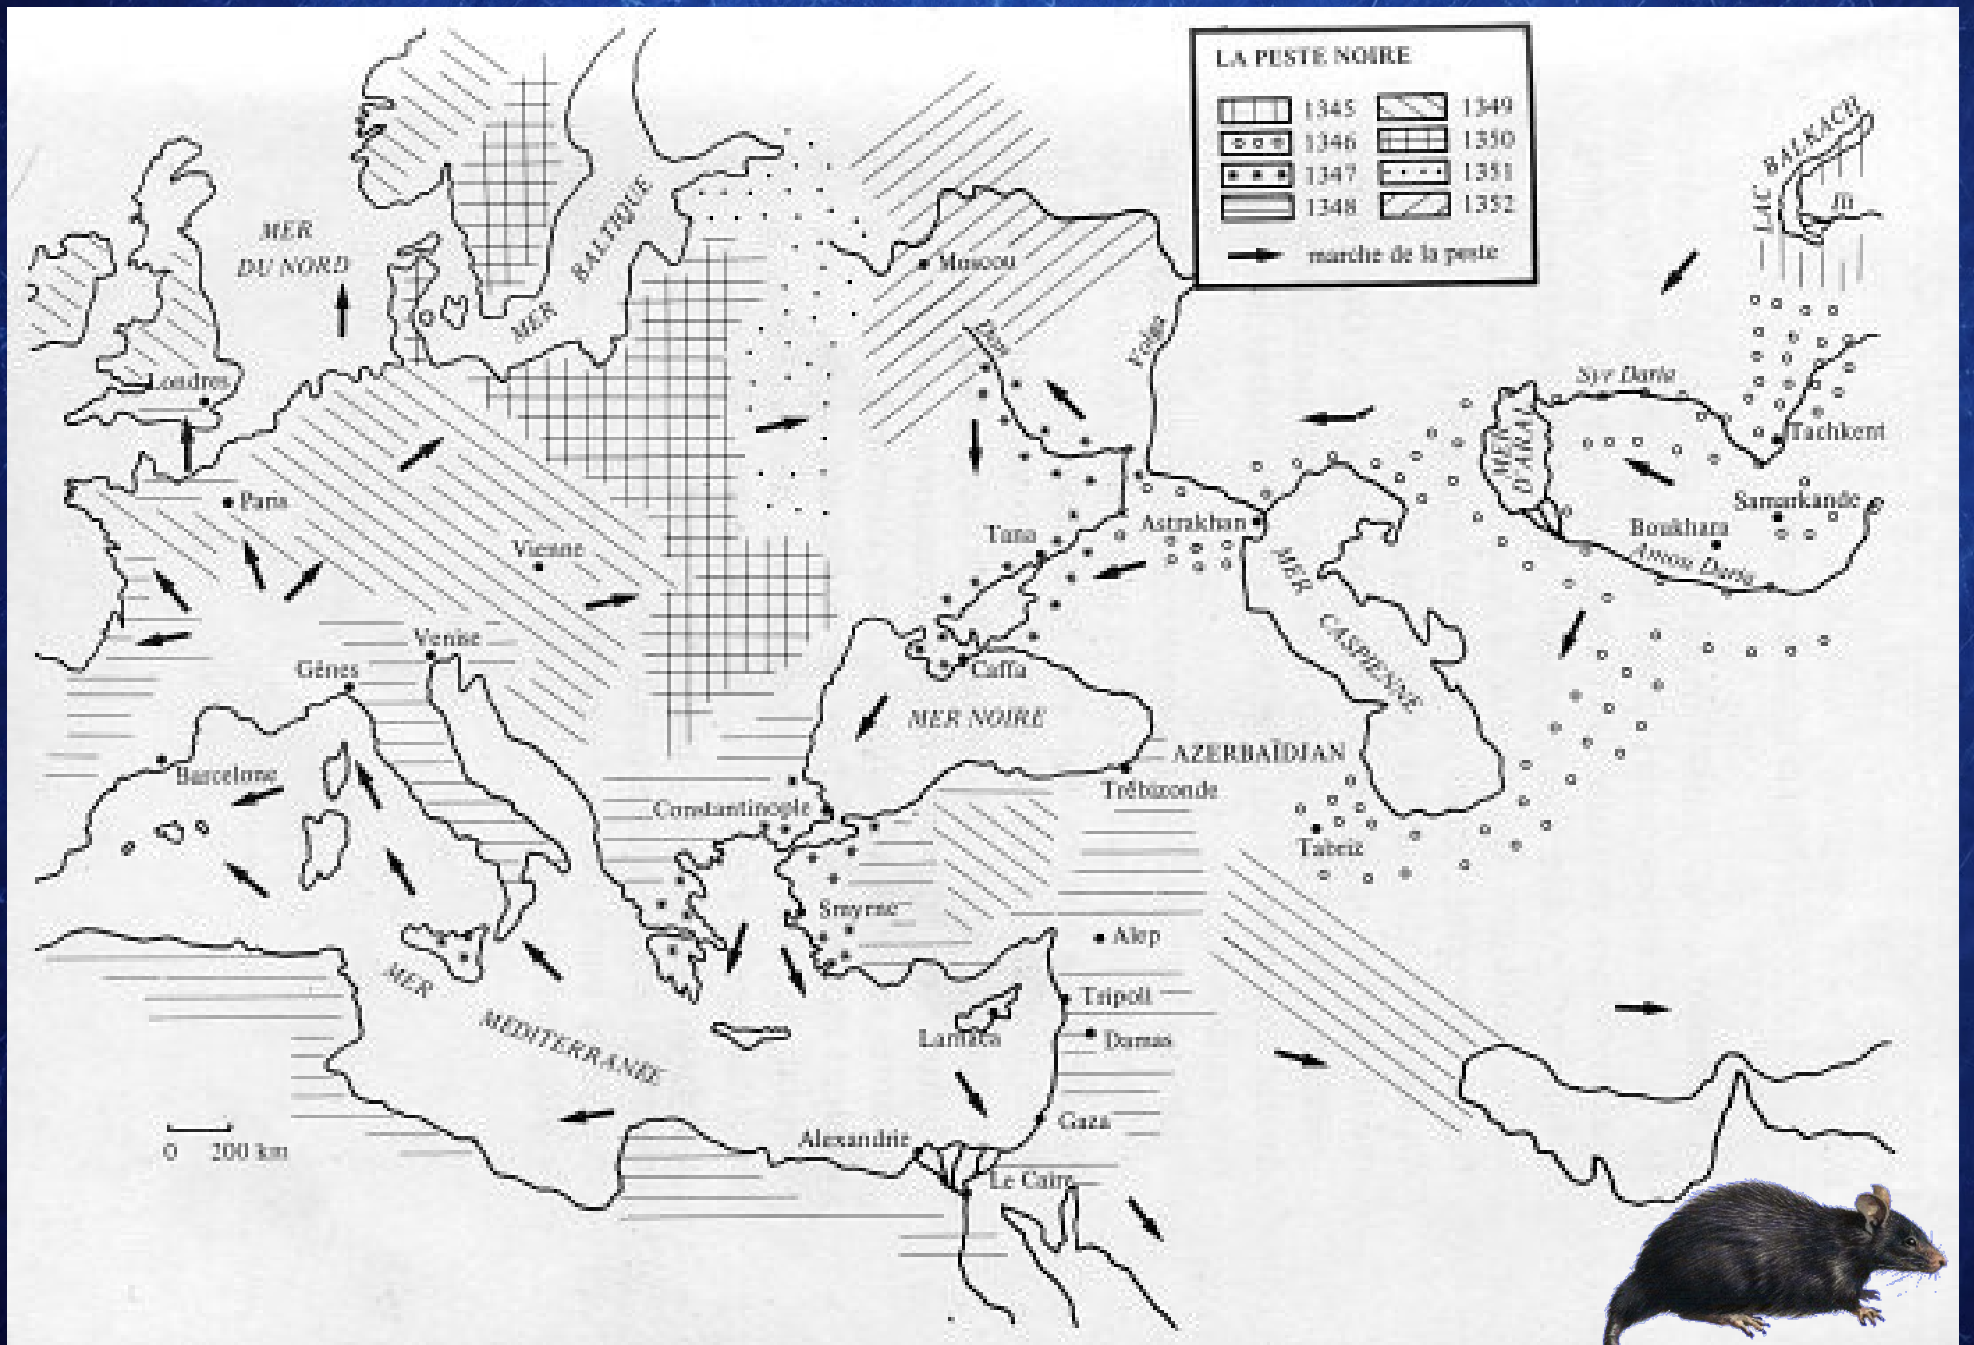 LA PESTE NOIRE
1345
1349
1346
1350
1347
1351
1348
1352
marche de la peste
LAC BALKACH
MER
DU NORD
MER BALTIQUE
Moscou
Don
Volga
Londres
Syr Daria
MER
D'ARAL
Tachkent
Paris
Samarkande
Vienne
Tana
Astrakhan
Boukhara
Amou Daria
Venise
Gênes
Caffa
MER CASPIENNE
MER NOIRE
AZERBAÏDJAN
Barcelone
Constantinople
Trébizonde
Tabriz
Smyrne
Alep
MER MÉDITERRANÉE
Tripoli
Larnaca
Damas
Gaza
Alexandrie
0 200 km
Le Caire